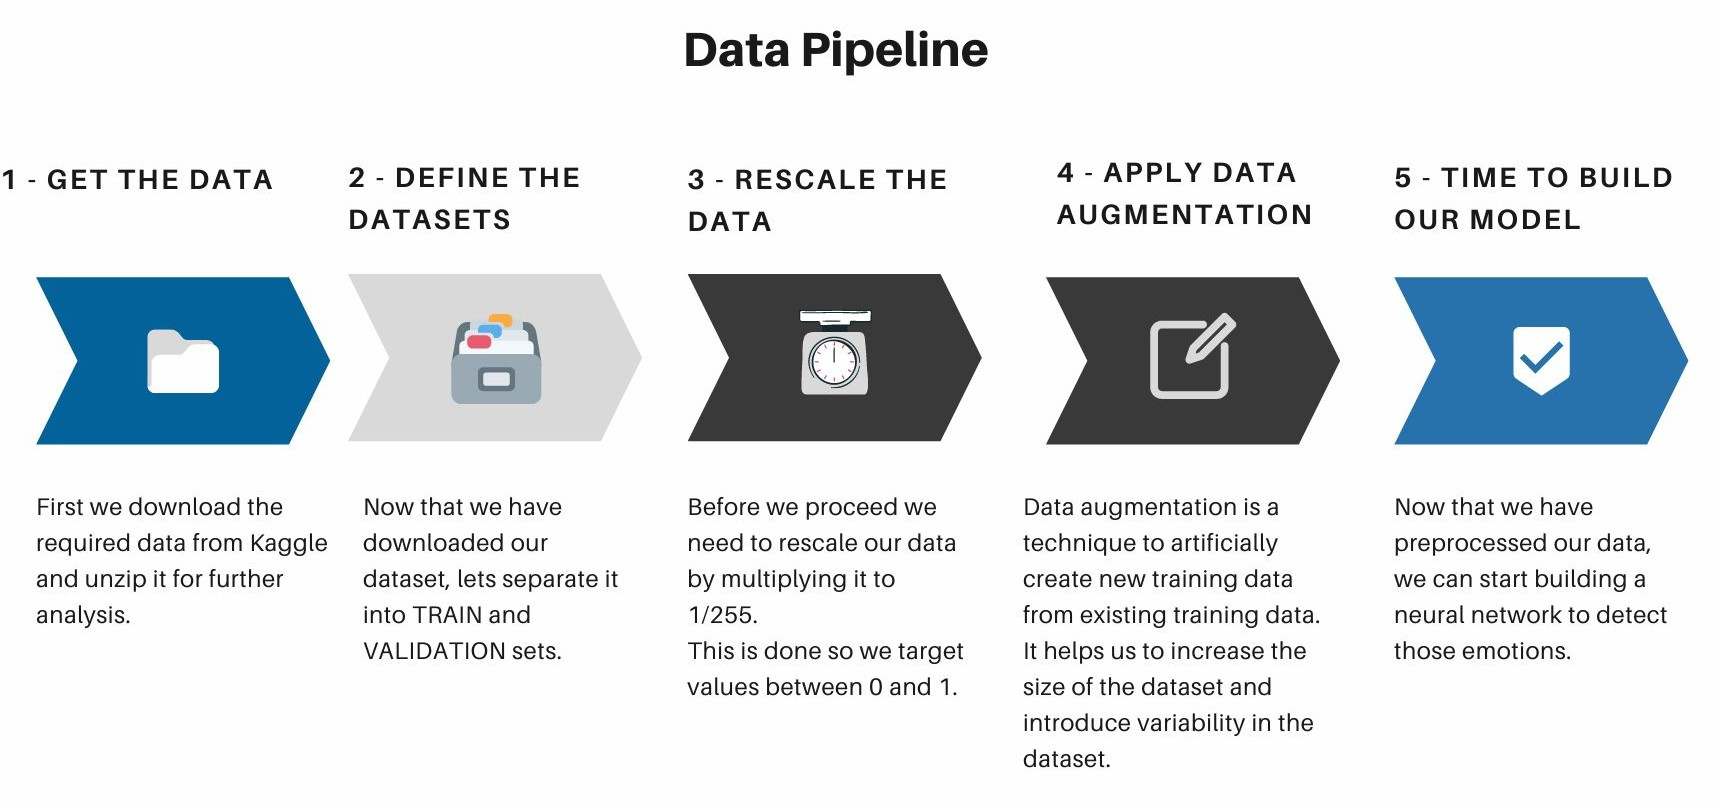 Data Pipeline
1 - GET THE DATA
2 - DEFINE THE
DATASETS
3 - RESCALE THE
DATA
4 - APPLY DATA
AUGMENTATION
5 - TIME TO BUILD
OUR MODEL
First we download the
required data from Kaggle
and unzip it for further
analysis.
Now that we have
downloaded our
dataset, lets separate it
into TRAIN and
VALIDATION sets.
Before we proceed we
need to rescale our data
by multiplying it to
1/255.
This is done so we target
values between 0 and 1.
Data augmentation is a
technique to artificially
create new training data
from existing training data.
It helps us to increase the
size of the dataset and
introduce variability in the
dataset.
Now that we have
preprocessed our data,
we can start building a
neural network to detect
those emotions.